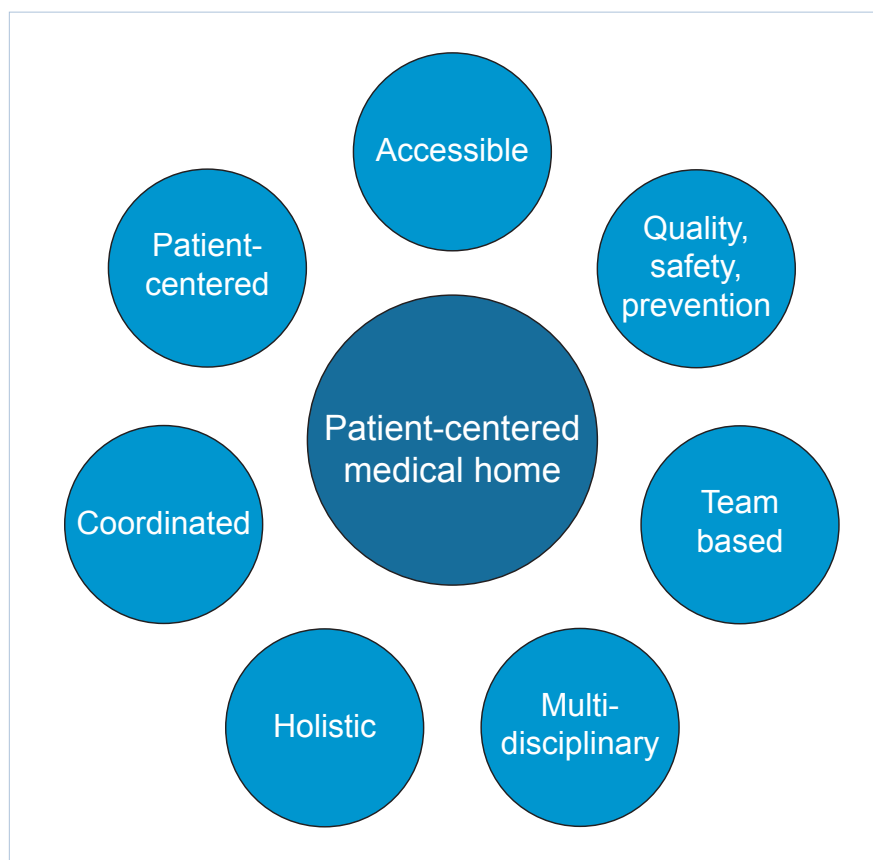 Accessible
Quality,
safety,
prevention
Team
based
Multi-
disciplinary
Holistic
Coordinated
Patient-
centered
Patient-centered
medical home